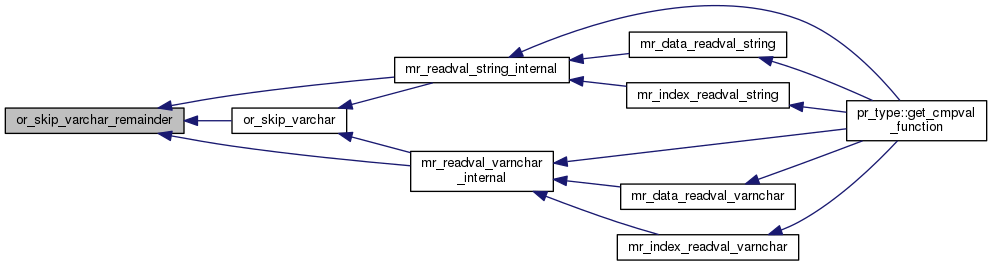 or_skip_varchar_remainder
mr_readval_string_internal
or_skip_varchar
mr_readval_varnchar
_internal
mr_data_readval_string
mr_index_readval_string
mr_data_readval_varnchar
mr_index_readval_varnchar
pr_type::get_cmpval
_function